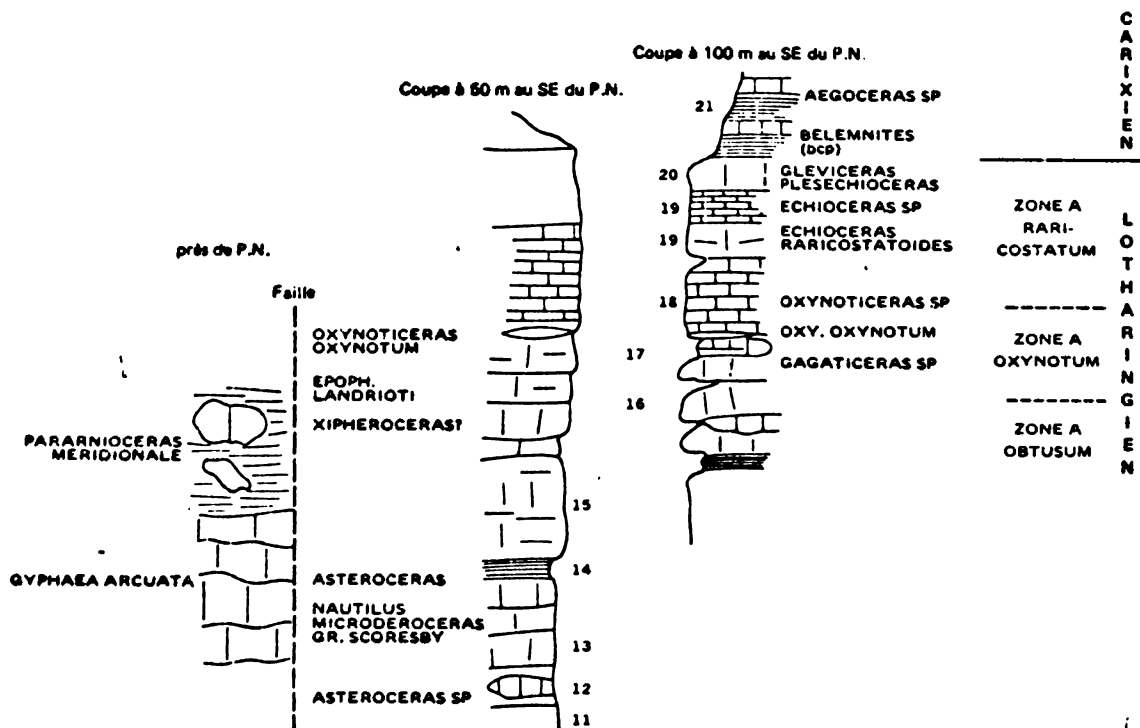 CARIXIEN
Coupe à 100 m au SE du P.N.
Coupe à 50 m au SE du P.N.
21
AEGOCERAS SP
BELEMNITES
(bcp)
20
GLEVICERAS
PLESECHIOCERAS
19
ECHIOCERAS SP
19
ECHIOCERAS
RARICOSTATOIDES
ZONE A
RARI-
COSTATUM
LOTHARINGIEN
près de P.N.
Faille
18
OXYNOTICERAS SP
OXY. OXYNOTUM
17
GAGATICERAS SP
ZONE A
OXYNOTUM
16
ZONE A
OBTUSUM
OXYNOTICERAS
OXYNOTUM
EPOPH.
LANDRIOTI
XIPHEROCERAS?
PARARNIOCERAS
MERIDIONALE
15
14
GYPHAEA ARCUATA
ASTEROCERAS
NAUTILUS
MICRODEROCERAS
GR. SCORESBY
13
ASTEROCERAS SP
12
11